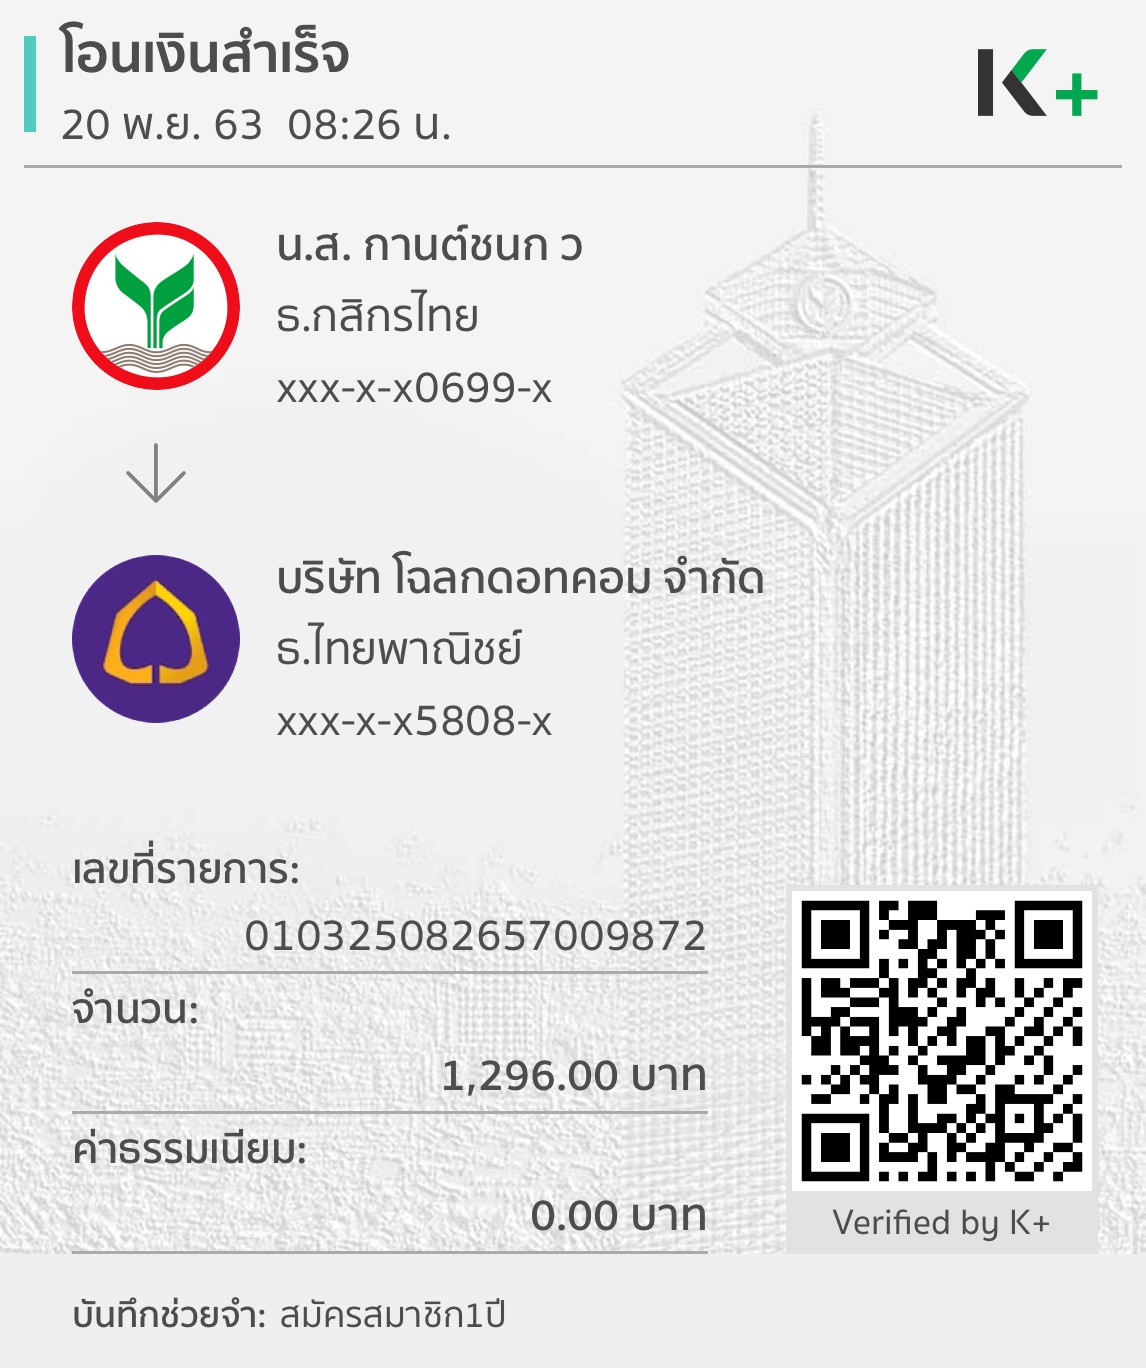 โอนเงินสำเร็จ
20 พ.ย. 63  08:26 น.
K+
น.ส. กานต์ชนก ว
ธ.กสิกรไทย
xxx-x-x0699-x
บริษัท โฉลกดอทคอม จำกัด
ธ.ไทยพาณิชย์
xxx-x-x5808-x
เลขที่รายการ:
010325082657009872
จำนวน:
1,296.00 บาท
ค่าธรรมเนียม:
0.00 บาท
Verified by K+
บันทึกช่วยจำ: สมัครสมาชิก1ปี